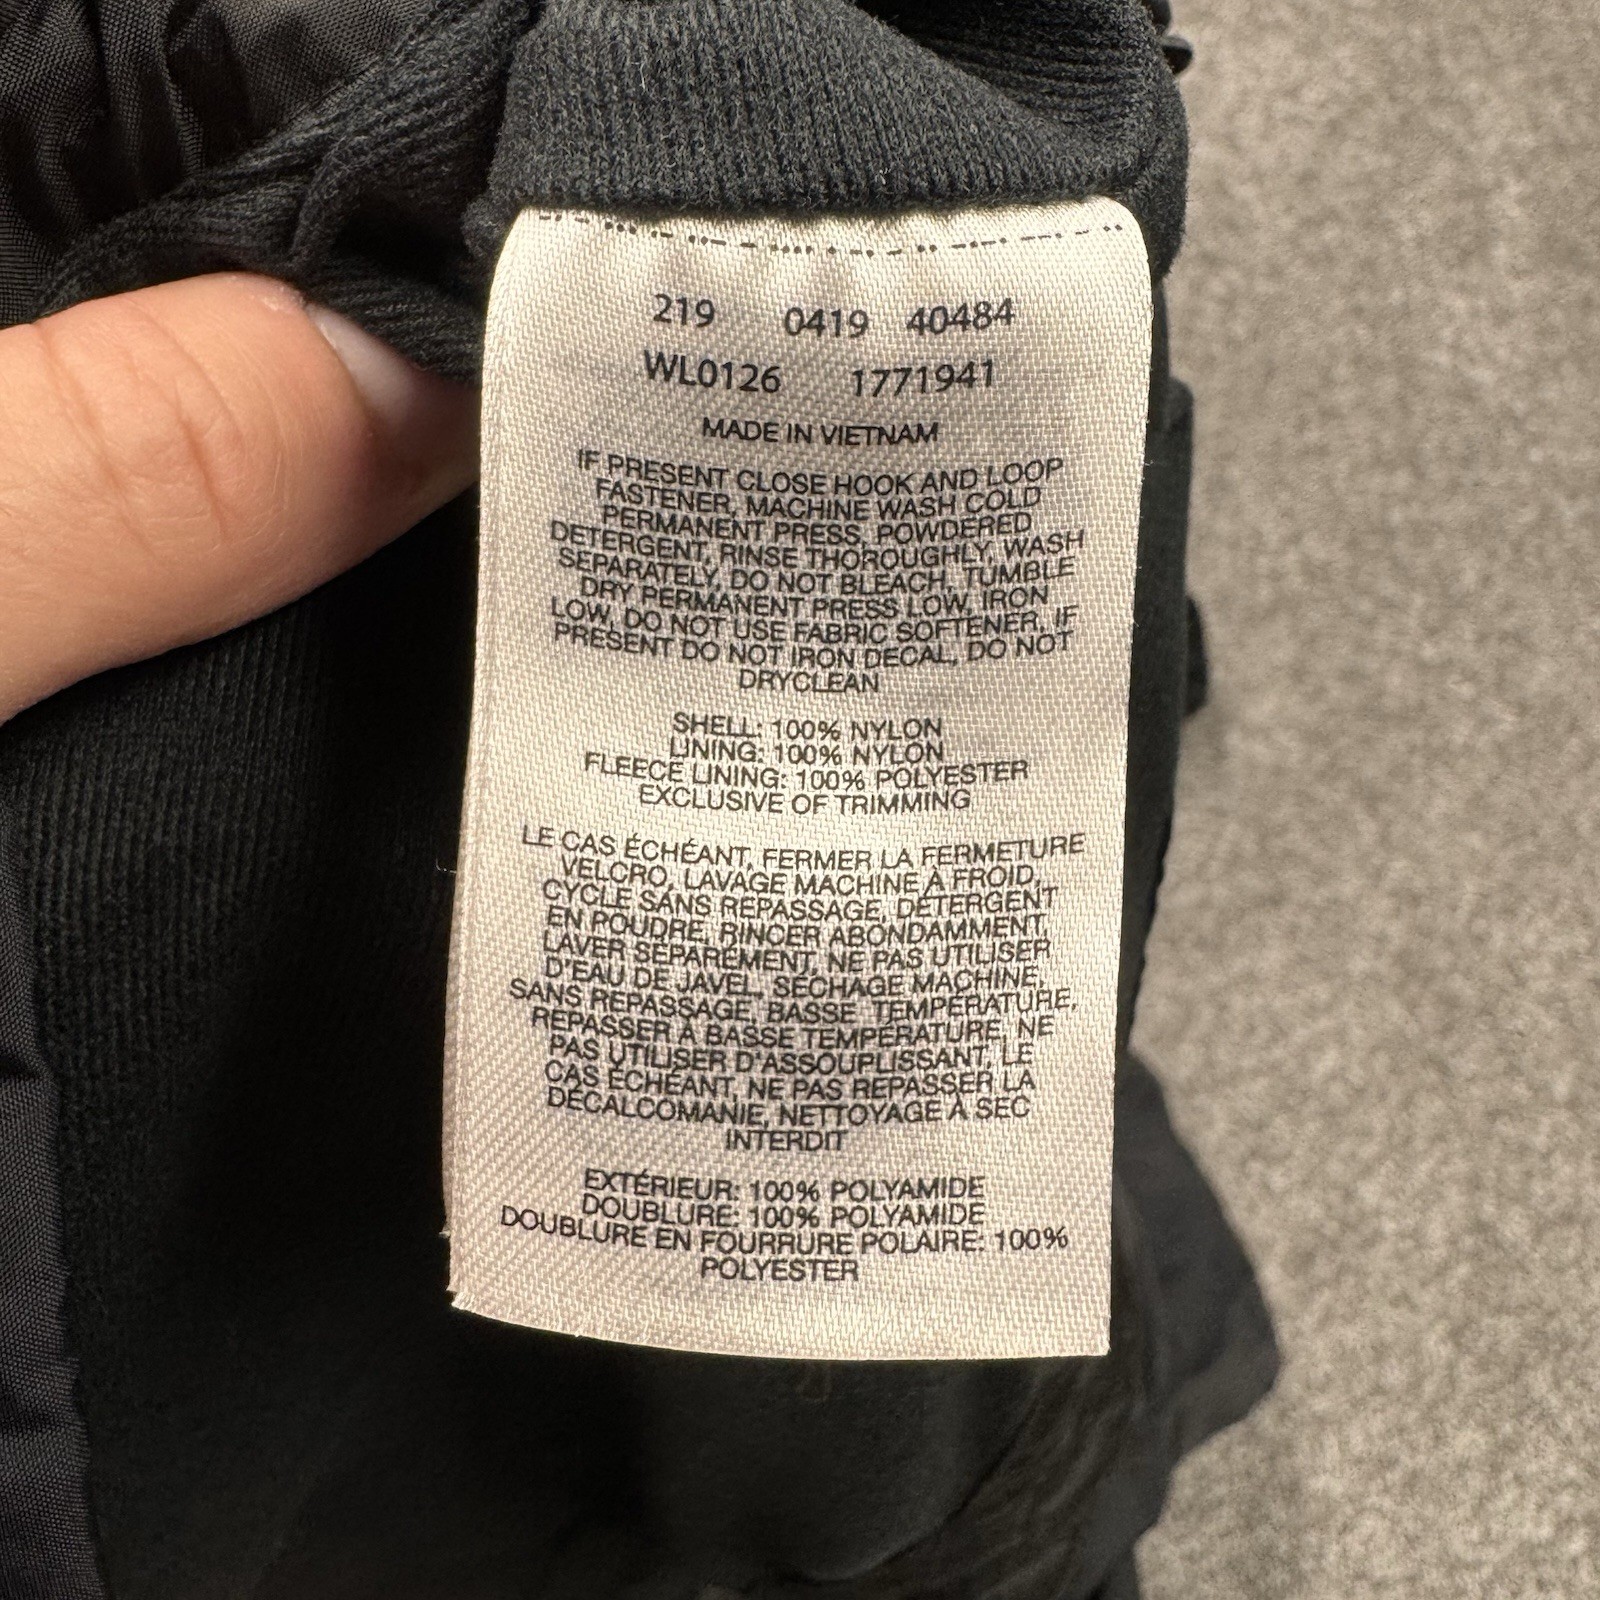 219 0419 40484
WL0126 1771941
MADE IN VIETNAM
IF PRESENT CLOSE HOOK AND LOOP
FASTENER, MACHINE WASH COLD
PERMANENT PRESS, POWDERED
DETERGENT, RINSE THOROUGHLY, WASH
SEPARATELY, DO NOT BLEACH, TUMBLE
DRY PERMANENT PRESS LOW, IRON
LOW, DO NOT USE FABRIC SOFTENER, IF
PRESENT DO NOT IRON DECAL, DO NOT
DRYCLEAN
SHELL: 100% NYLON
LINING: 100% NYLON
FLEECE LINING: 100% POLYESTER
EXCLUSIVE OF TRIMMING
LE CAS ÉCHÉANT, FERMER LA FERMETURE
VELCRO, LAVAGE MACHINE À FROID,
CYCLE SANS REPASSAGE, DÉTERGENT
EN POUDRE, RINCER ABONDAMMENT,
LAVER SÉPARÉMENT, NE PAS UTILISER
D'EAU DE JAVEL, SÉCHAGE MACHINE,
SANS REPASSAGE, BASSE TEMPÉRATURE,
REPASSER À BASSE TEMPÉRATURE, NE
PAS UTILISER D'ASSOUPLISSANT, LE
CAS ÉCHÉANT, NE PAS REPASSER LA
DÉCALCOMANIE, NETTOYAGE À SEC
INTERDIT
EXTÉRIEUR: 100% POLYAMIDE
DOUBLURE: 100% POLYAMIDE
DOUBLURE EN FOURRURE POLAIRE: 100%
POLYESTER